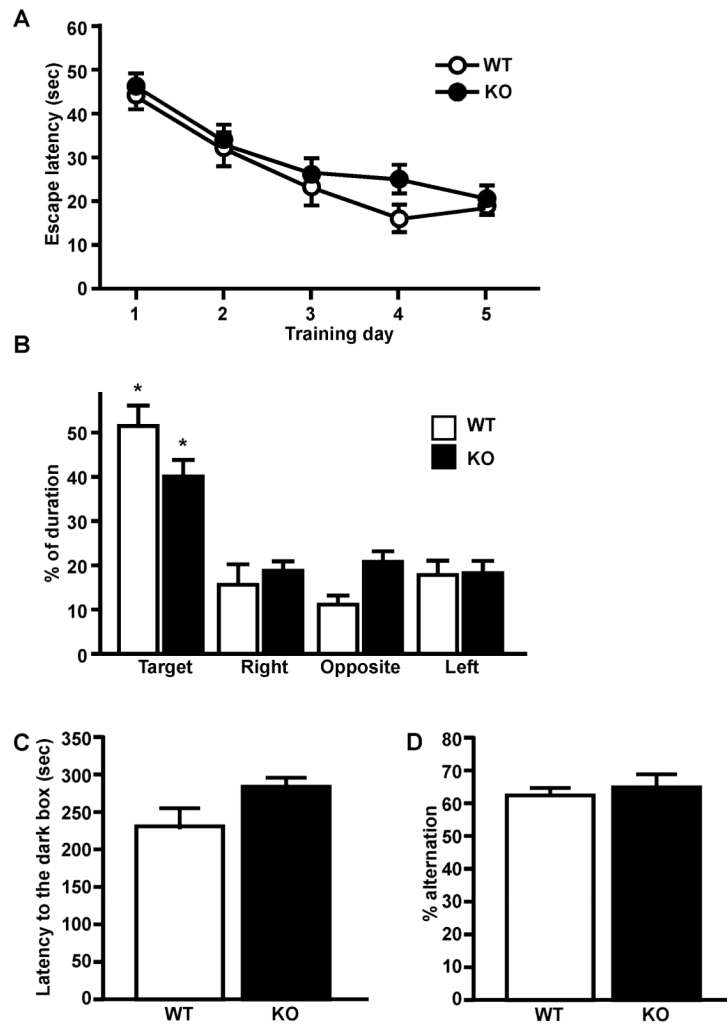 A
Escape latency (sec)
60
50
40
30
20
10
0
WT
KO
1 2 3 4 5
Training day
B
% of duration
50
40
30
20
10
0
*
*
WT
KO
Target Right Opposite Left
C
Latency to the dark box (sec)
350
300
250
200
150
100
50
0
WT KO
D
% alternation
80
70
60
50
40
30
20
10
0
WT KO